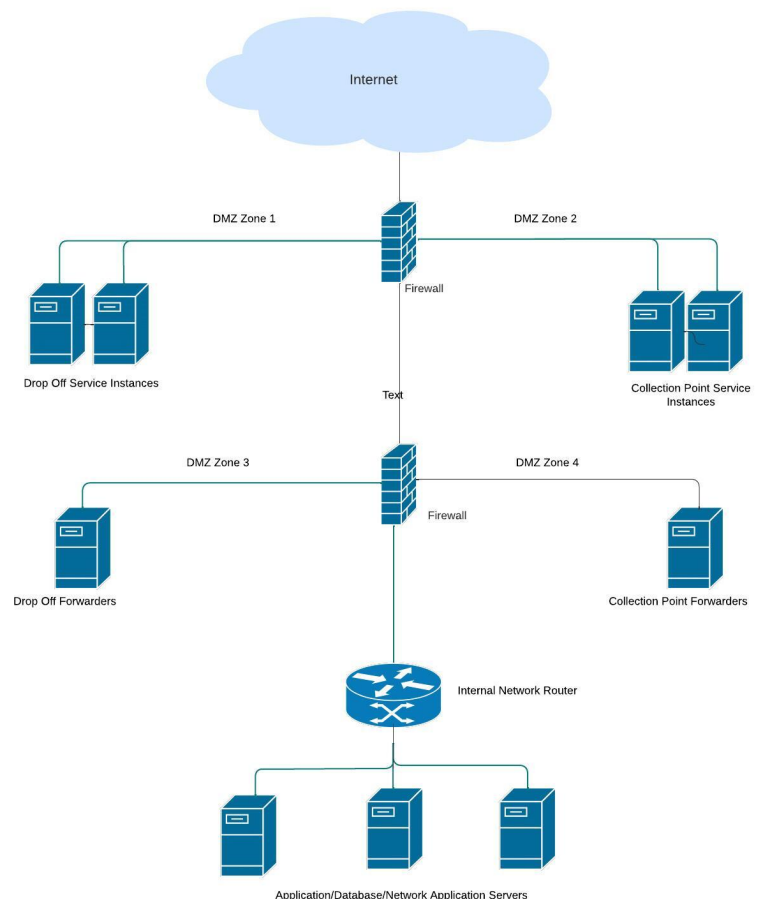 Internet
DMZ Zone 1
DMZ Zone 2
Firewall
Drop Off Service Instances
Collection Point Service
Instances
Text
DMZ Zone 3
DMZ Zone 4
Firewall
Drop Off Forwarders
Collection Point Forwarders
Internal Network Router
Application/Database/Network Application Servers